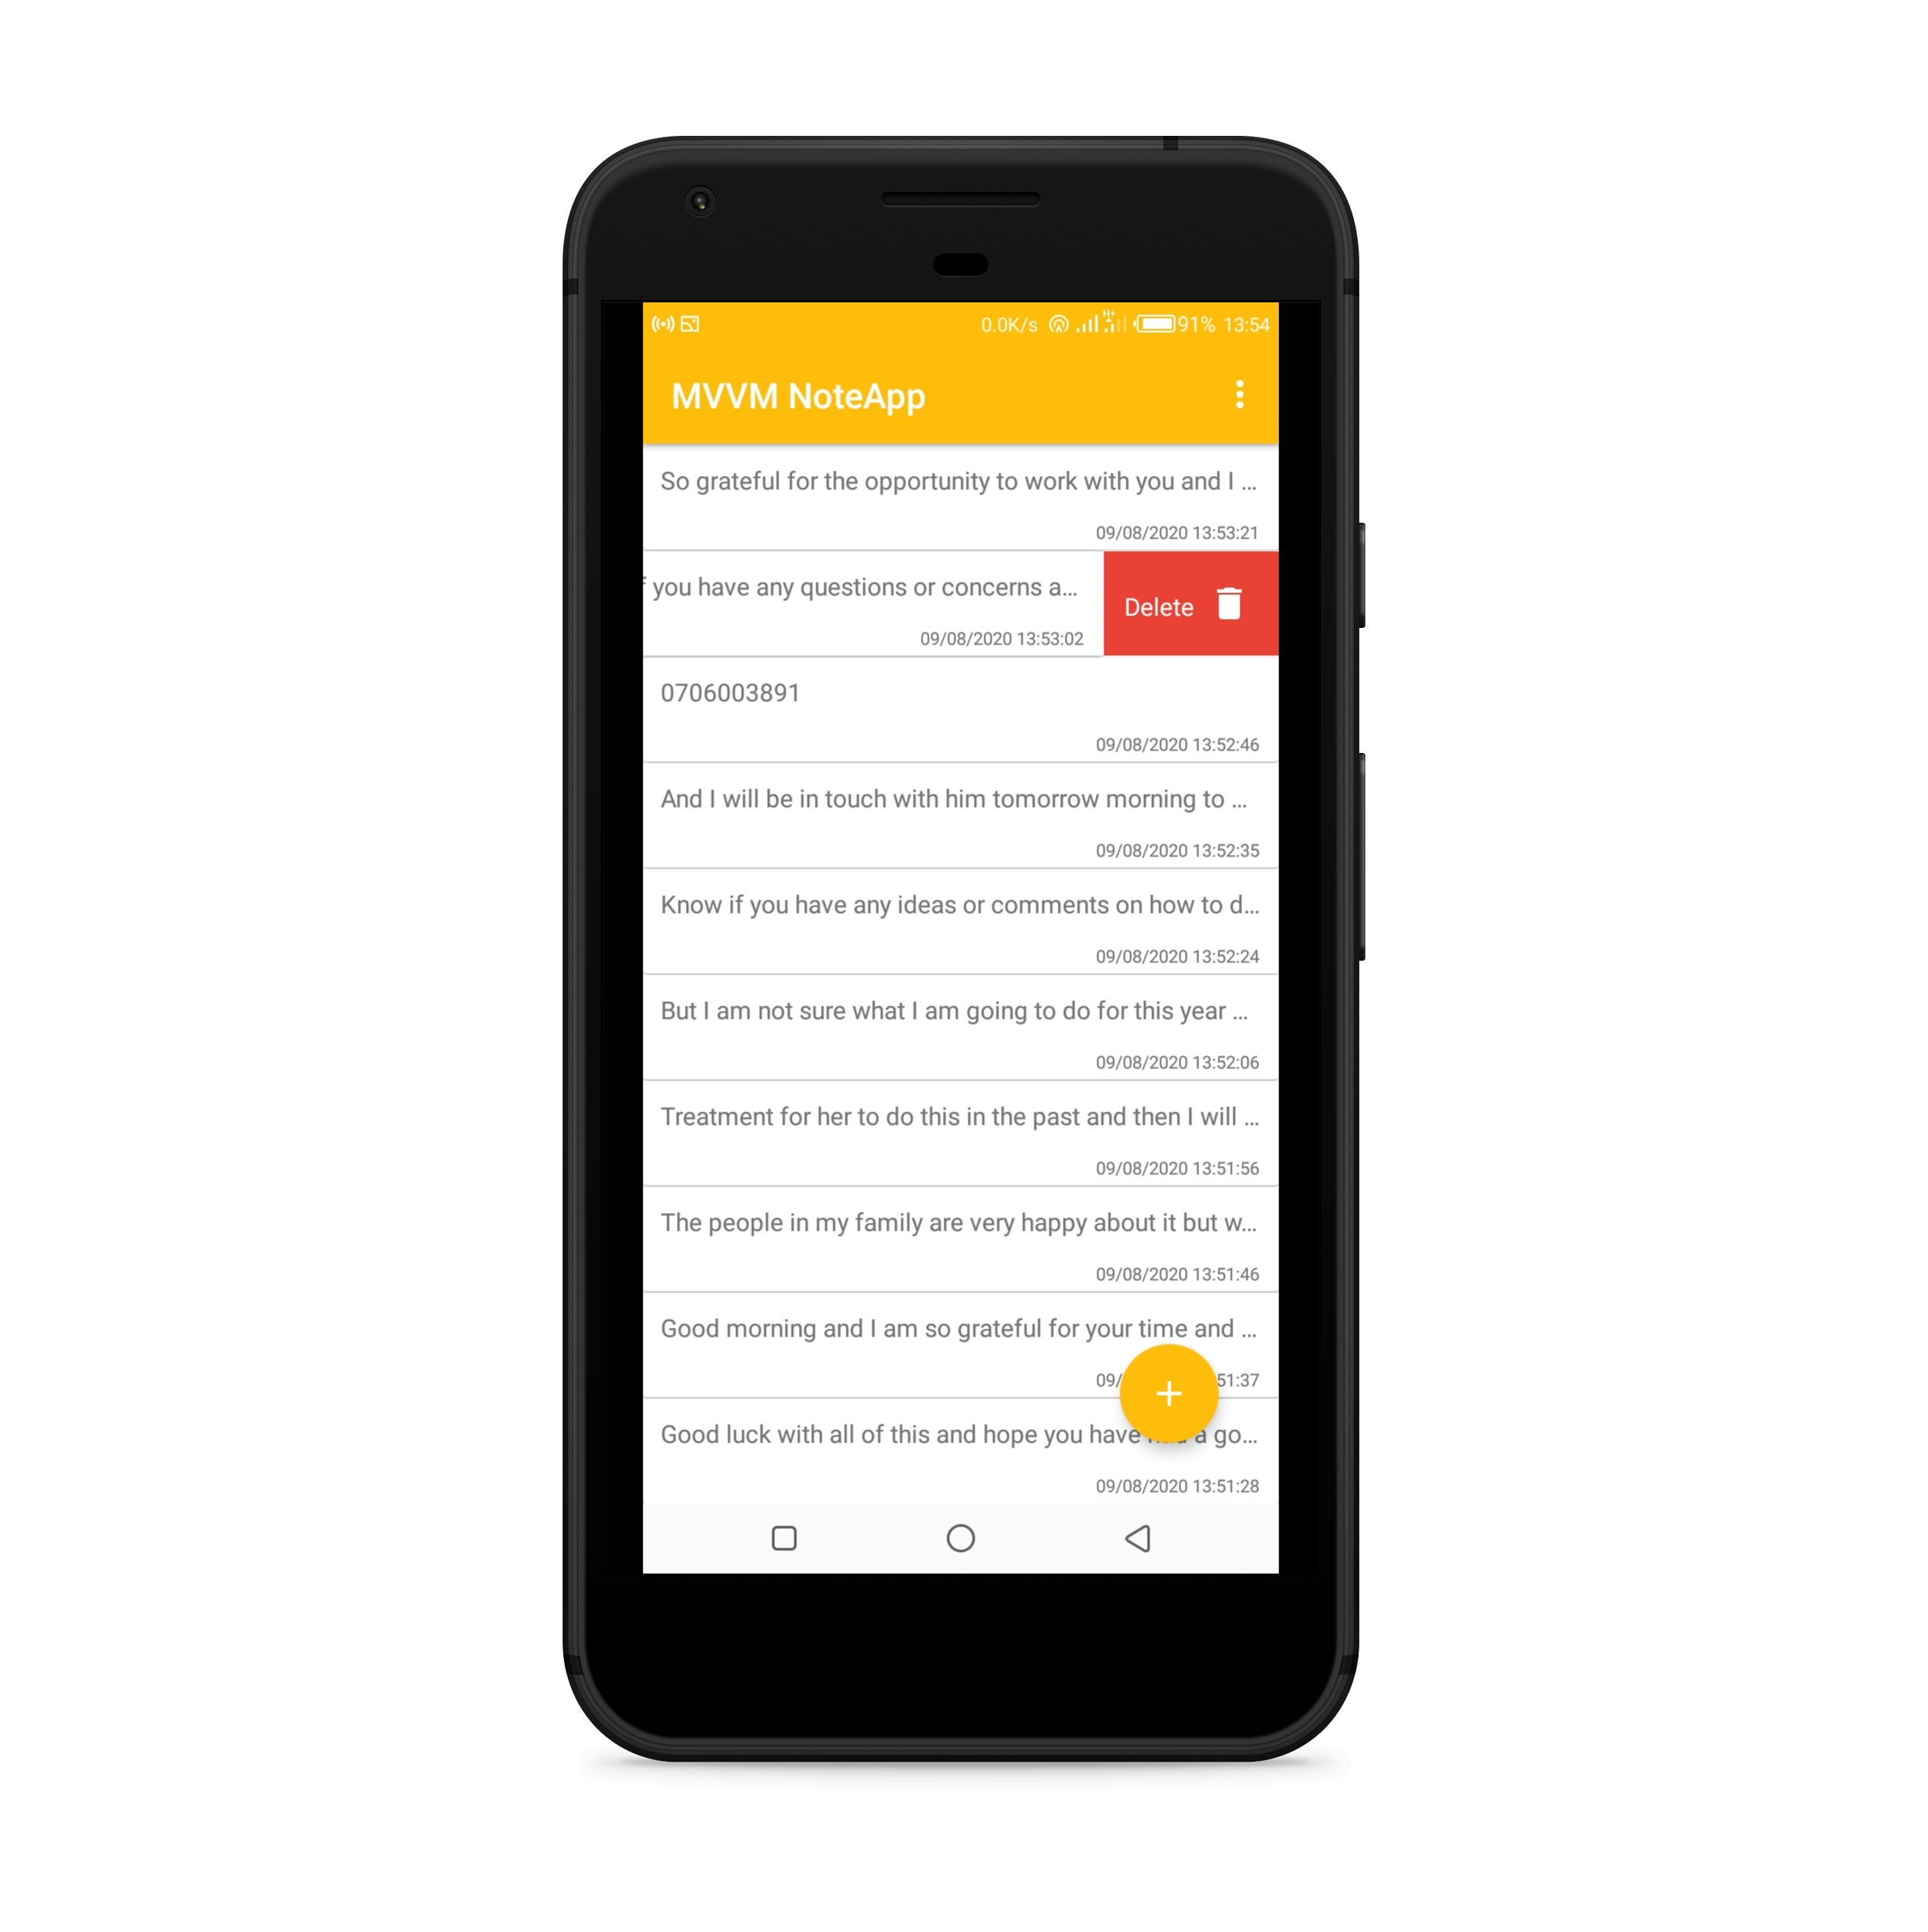 0.0K/s H+ 91% 13:54
MVVM NoteApp
So grateful for the opportunity to work with you and I ...
09/08/2020 13:53:21
you have any questions or concerns a...
Delete
09/08/2020 13:53:02
0706003891
09/08/2020 13:52:46
And I will be in touch with him tomorrow morning to ...
09/08/2020 13:52:35
Know if you have any ideas or comments on how to d...
09/08/2020 13:52:24
But I am not sure what I am going to do for this year ...
09/08/2020 13:52:06
Treatment for her to do this in the past and then I will ...
09/08/2020 13:51:56
The people in my family are very happy about it but w...
09/08/2020 13:51:46
Good morning and I am so grateful for your time and ...
09/ 51:37
Good luck with all of this and hope you have a go...
09/08/2020 13:51:28